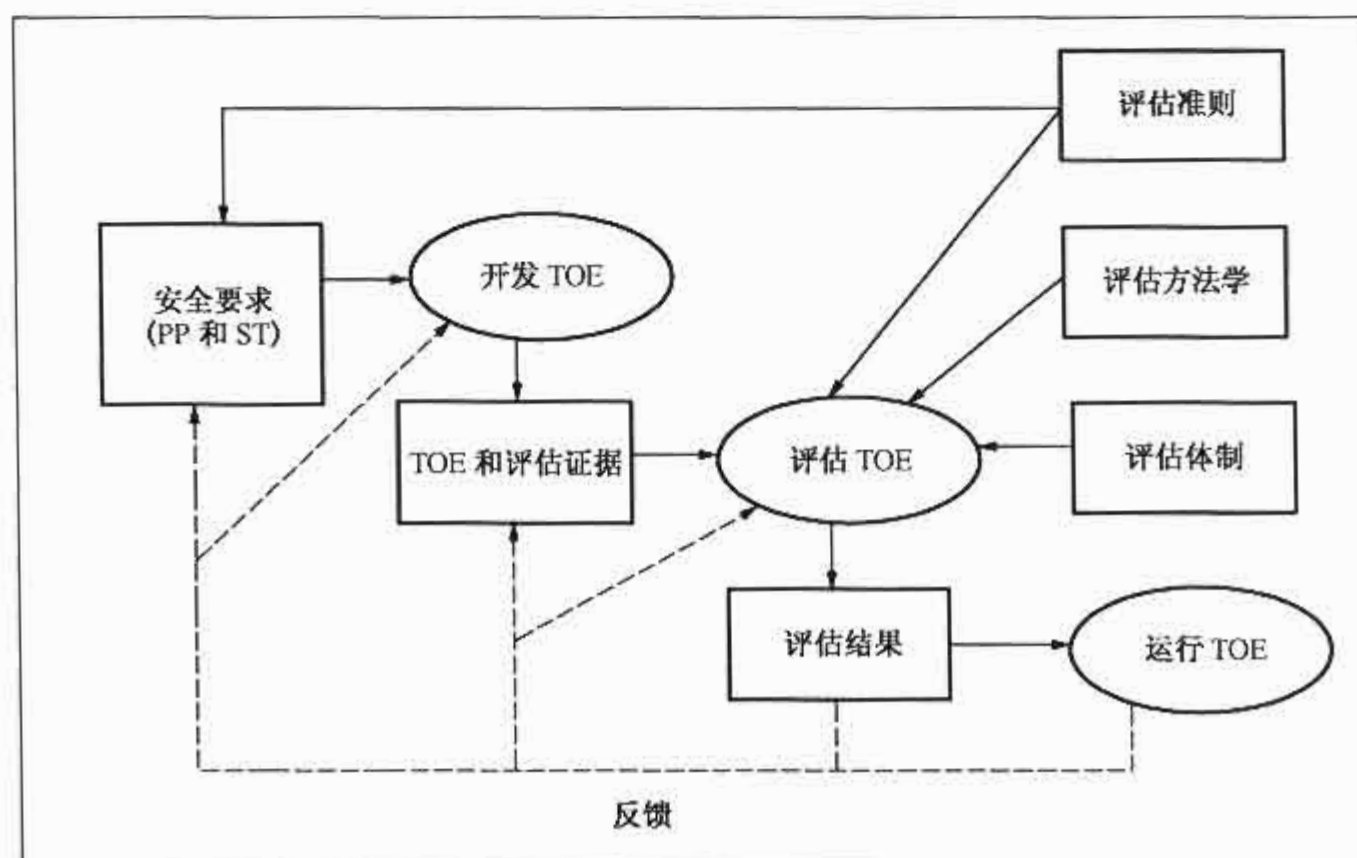 评估准则
安全要求
(PP 和 ST)
开发 TOE
评估方法学
TOE 和评估证据
评估 TOE
评估体制
评估结果
运行 TOE
反馈